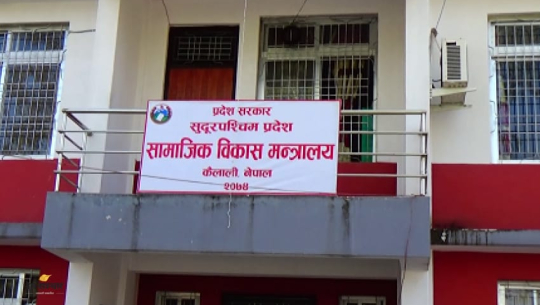 प्रदेश सरकार
सुदूरपश्चिम प्रदेश
सामाजिक विकास मन्त्रालय
कैलाली, नेपाल
२०७४